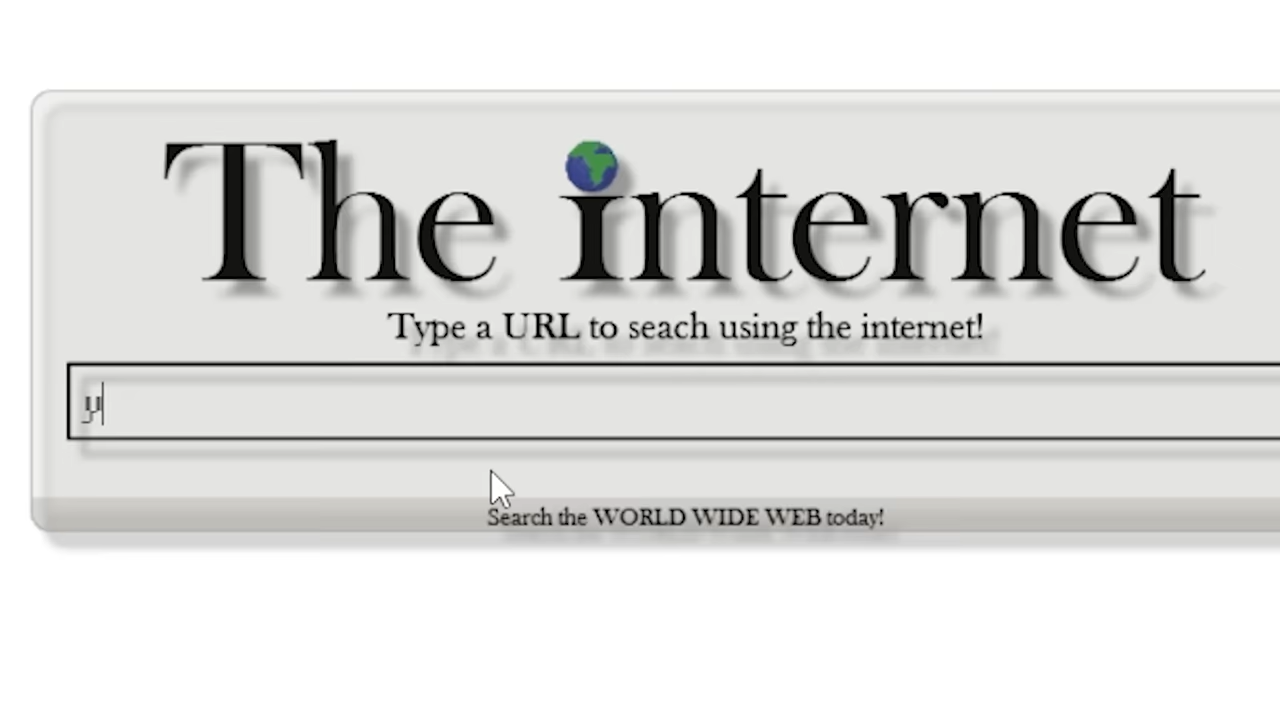 The internet
Type a URL to seach using the internet!
y
Search the WORLD WIDE WEB today!